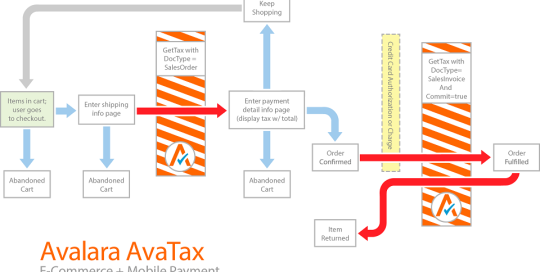 Keep
Shopping
GetTax with
DocType =
SalesOrder
Credit Card Authorization or Charge
GetTax with
DocType=
SalesInvoice
And
Commit=true
Items in cart;
user goes
to checkout.
Enter shipping
info page
Enter payment
detail info page
(display tax w/ total)
Order
Confirmed
Order
Fulfilled
Abandoned
Cart
Abandoned
Cart
Abandoned
Cart
Item
Returned
Avalara AvaTax
E-Commerce + Mobile Payment